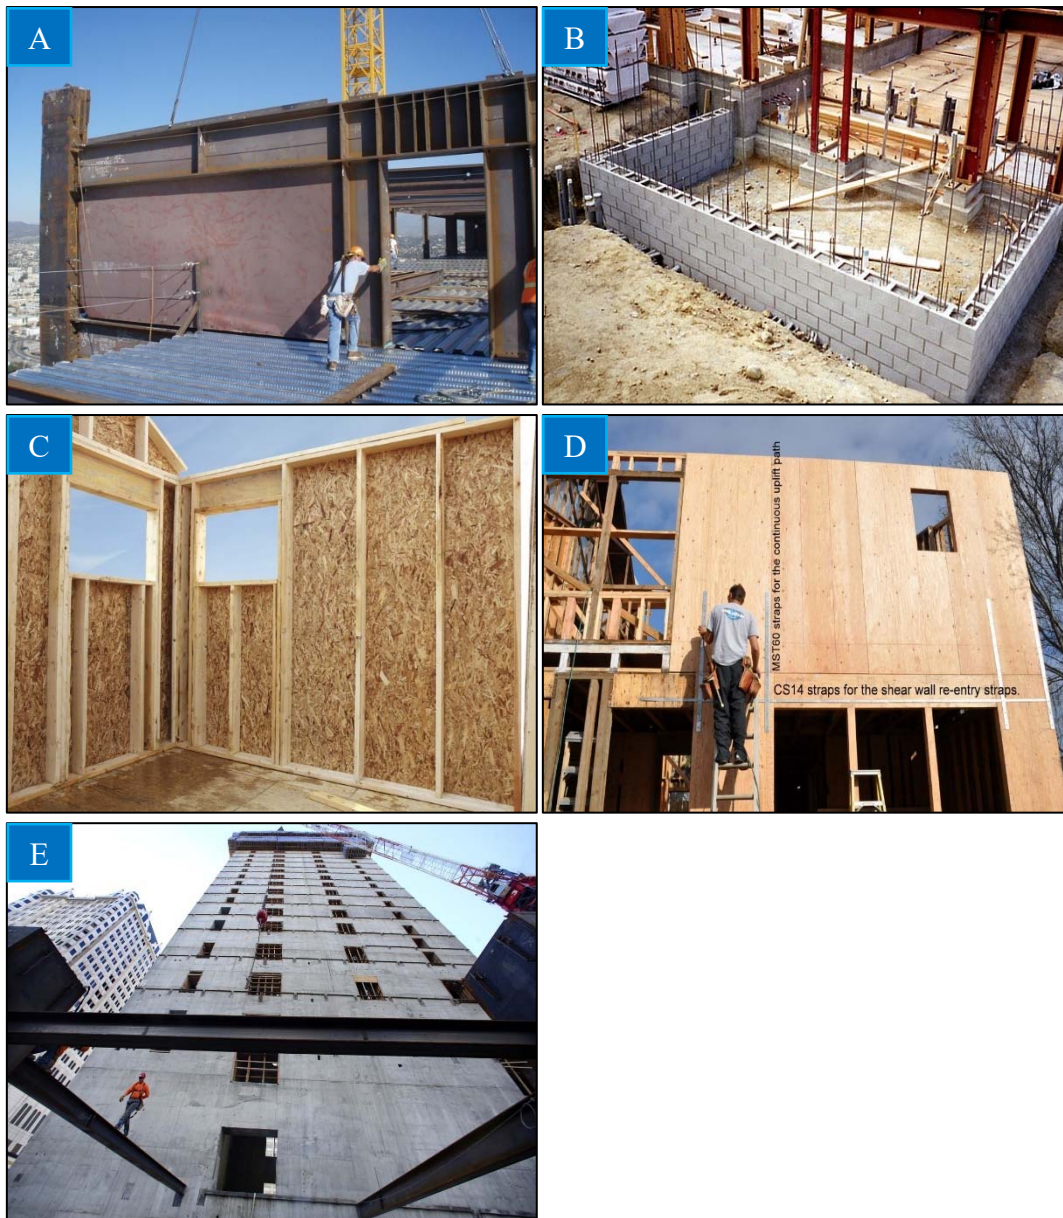 A
B
C
D
MST60 straps for the continuous uplift path
CS14 straps for the shear wall re-entry straps.
E